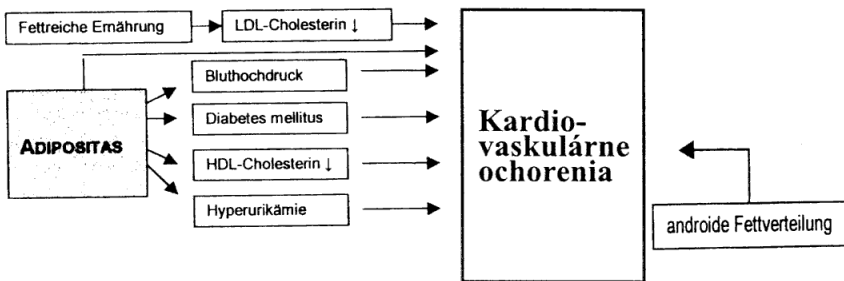 Fettreiche Ernährung
LDL-Cholesterin ↓
Bluthochdruck
Diabetes mellitus
ADIPOSITAS
HDL-Cholesterin ↓
Hyperurikämie
Kardio-
vaskulárne
ochorenia
androide Fettverteilung